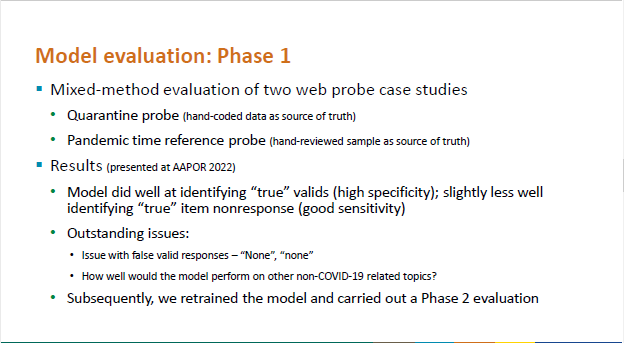 Model evaluation: Phase 1
▪ Mixed-method evaluation of two web probe case studies
• Quarantine probe (hand-coded data as source of truth)
• Pandemic time reference probe (hand-reviewed sample as source of truth)
▪ Results (presented at AAPOR 2022)
• Model did well at identifying “true” valids (high specificity); slightly less well
identifying “true” item nonresponse (good sensitivity)
• Outstanding issues:
• Issue with false valid responses – “None”, “none”
• How well would the model perform on other non-COVID-19 related topics?
• Subsequently, we retrained the model and carried out a Phase 2 evaluation